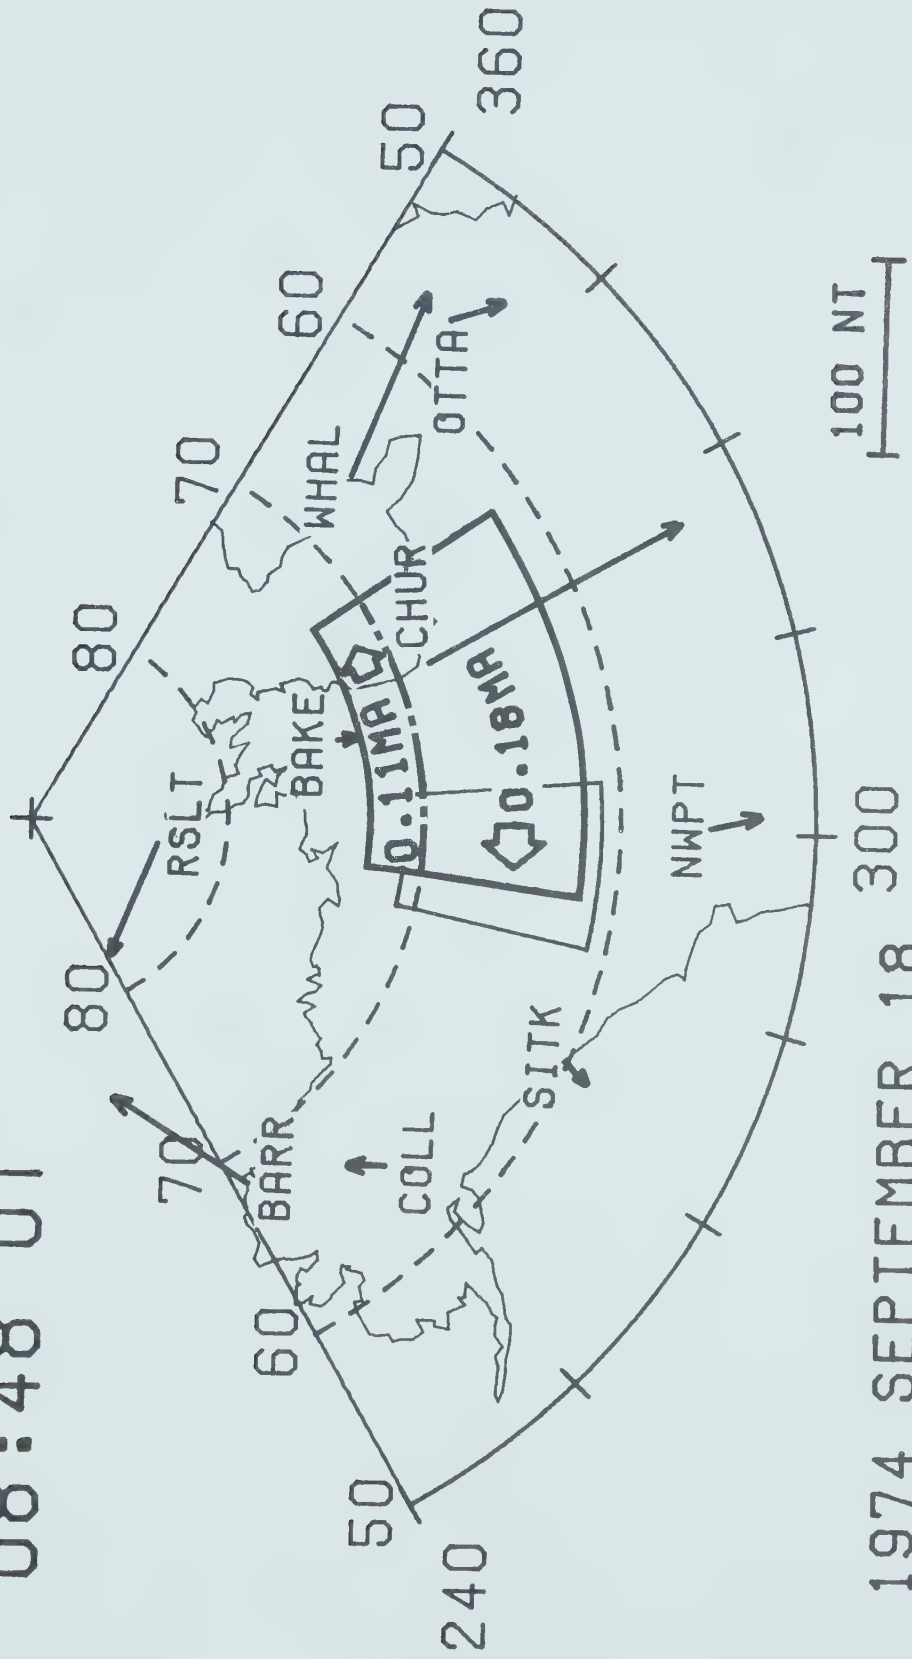 08:48 UT
80
70
60
50
360
80
70
60
50
240
RSLT
BAKE
WHAL
OTTA
CHUR
BARR
COLL
SITK
NWPT
0.11MA
0.18MA
300
100 NT
1974 SEPTEMBER 18